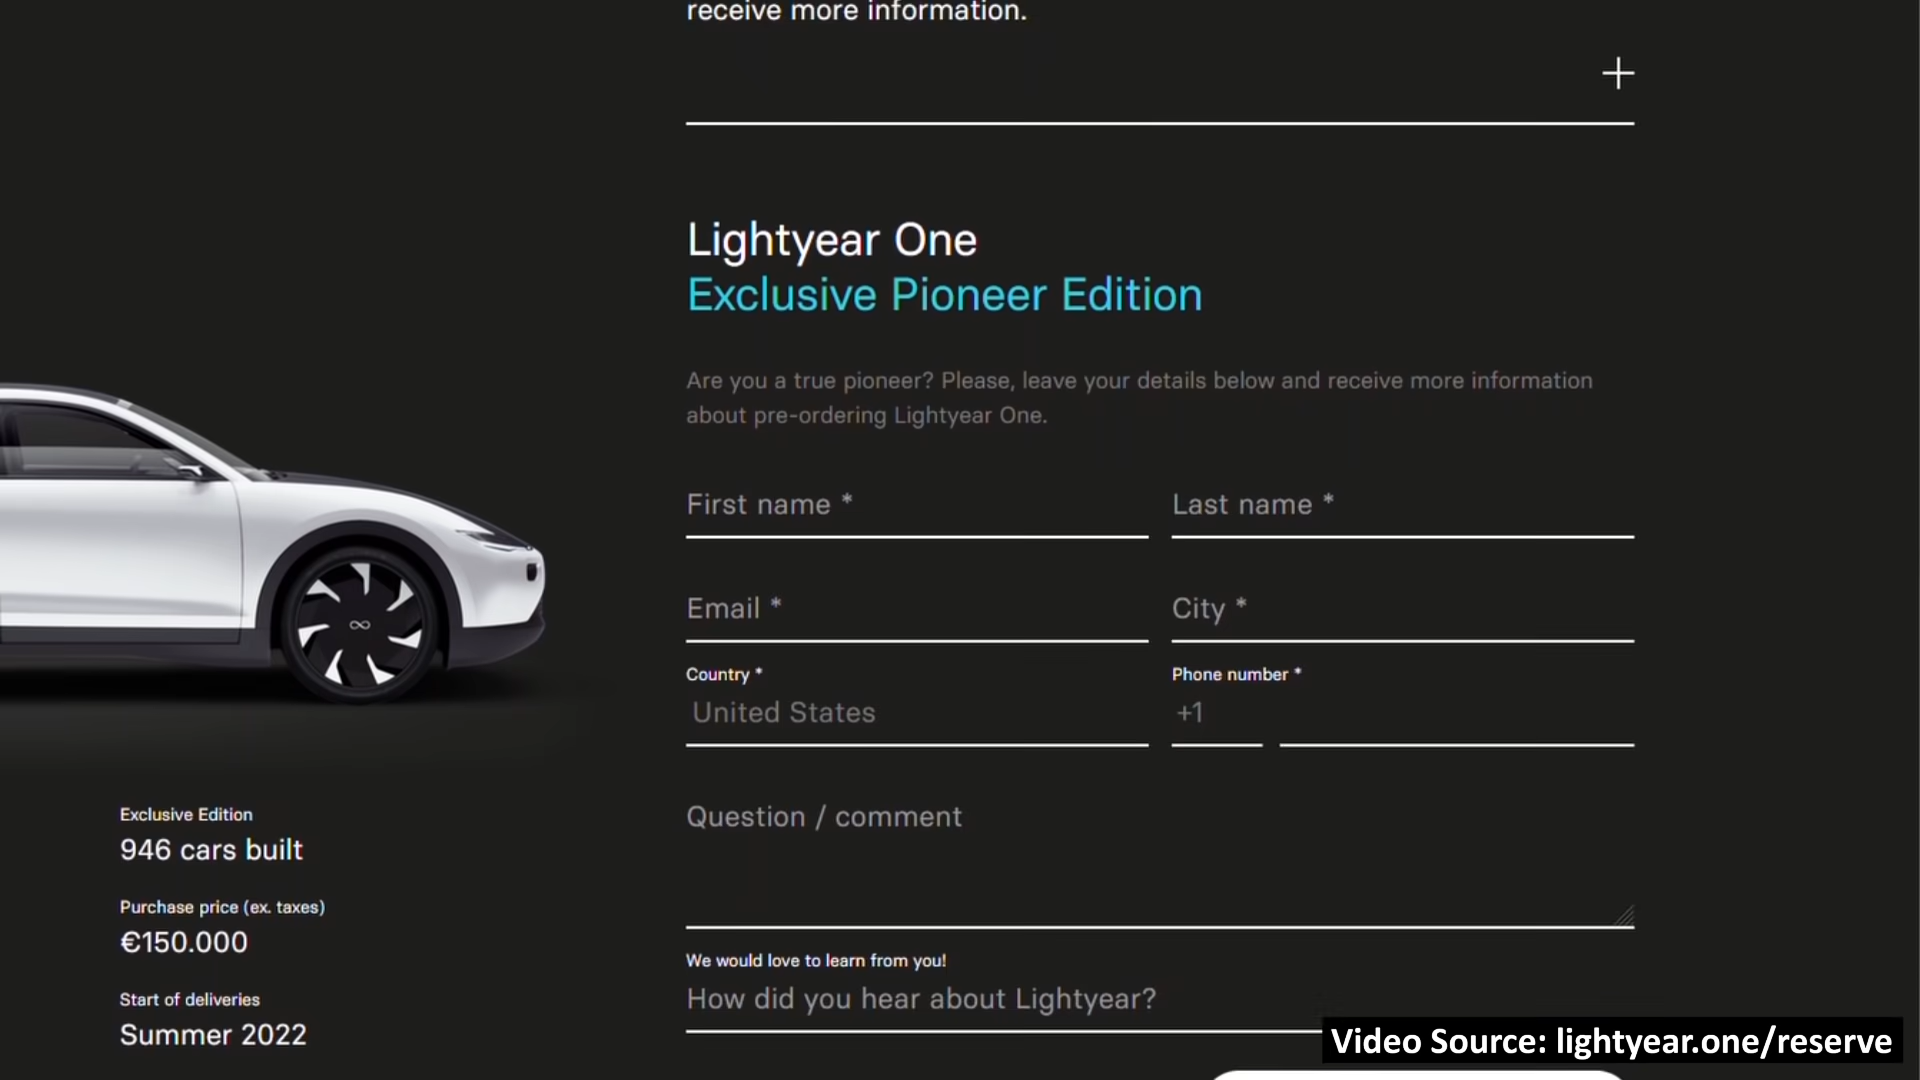 receive more information.
Lightyear One
Exclusive Pioneer Edition
Are you a true pioneer? Please, leave your details below and receive more information
about pre-ordering Lightyear One.
First name *
Last name *
Email *
City *
Country *
Phone number *
United States
+1
Question / comment
Exclusive Edition
946 cars built
Purchase price (ex. taxes)
€150.000
Start of deliveries
Summer 2022
We would love to learn from you!
How did you hear about Lightyear?
Video Source: lightyear.one/reserve